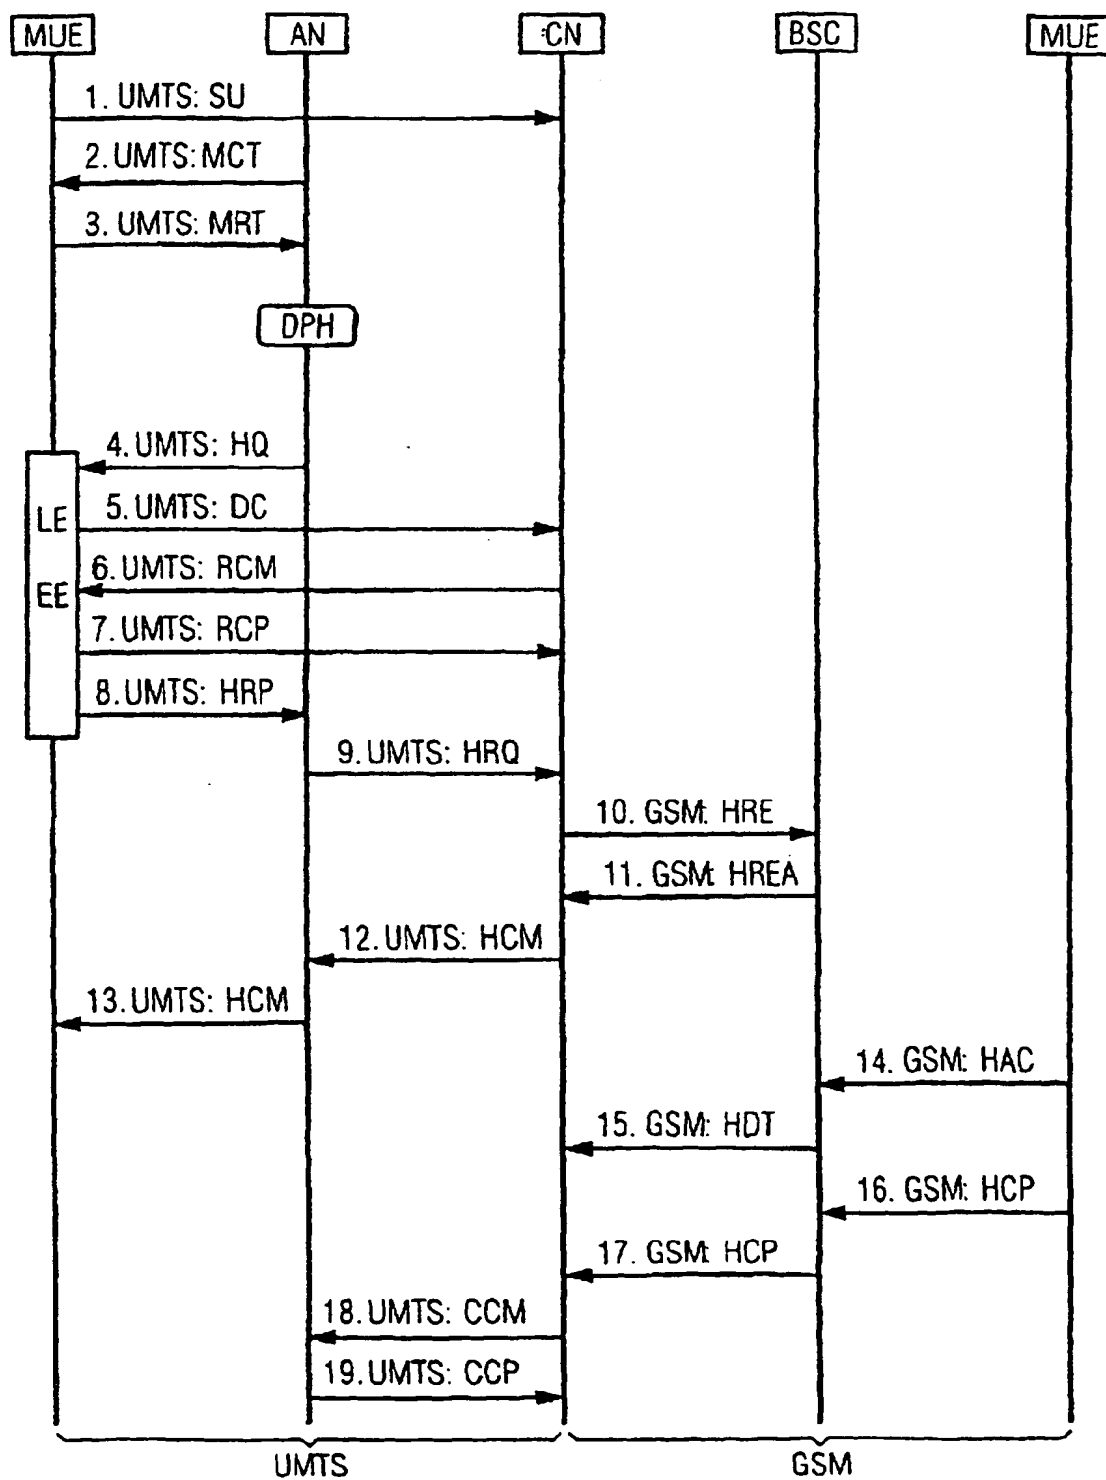 MUE AN CN BSC MUE
1. UMTS: SU
2. UMTS: MCT
3. UMTS: MRT
DPH
4. UMTS: HQ
LE
5. UMTS: DC
6. UMTS: RCM
EE
7. UMTS: RCP
8. UMTS: HRP
9. UMTS: HRQ
10. GSM: HRE
11. GSM: HREA
12. UMTS: HCM
13. UMTS: HCM
14. GSM: HAC
15. GSM: HDT
16. GSM: HCP
17. GSM: HCP
18. UMTS: CCM
19. UMTS: CCP
UMTS GSM